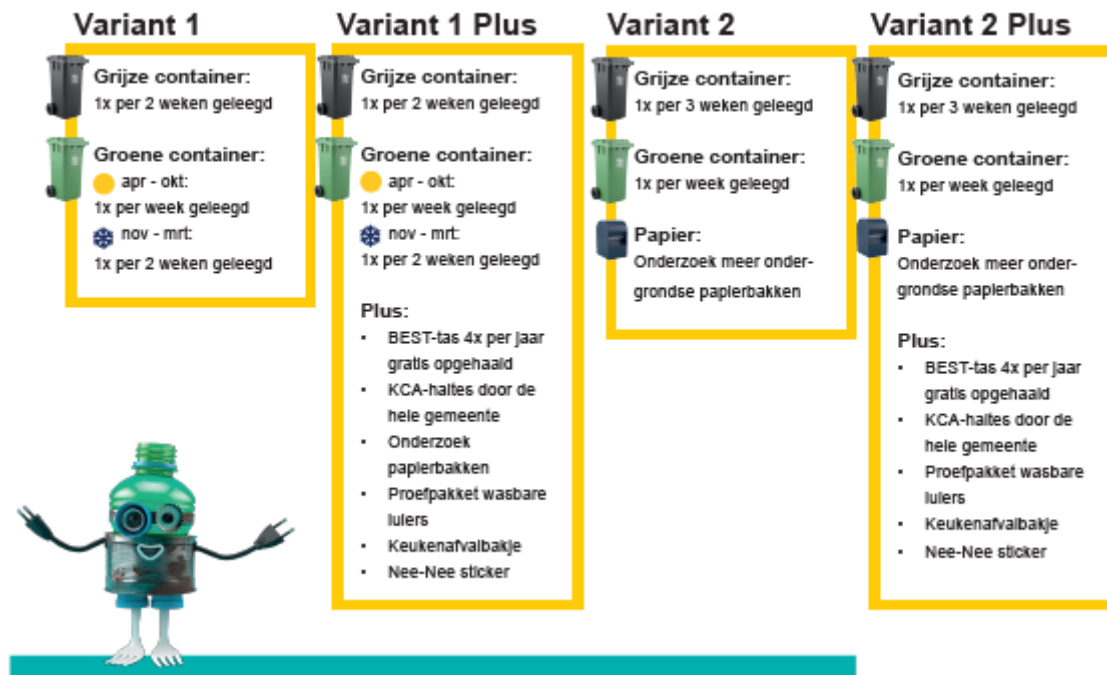 Variant 1
Grijze container:
1x per 2 weken geleegd
Groene container:
apr - okt:
1x per week geleegd
nov - mrt:
1x per 2 weken geleegd
Variant 1 Plus
Grijze container:
1x per 2 weken geleegd
Groene container:
apr - okt:
1x per week geleegd
nov - mrt:
1x per 2 weken geleegd
Plus:
• BEST-tas 4x per jaar
gratis opgehaald
• KCA-haltes door de
hele gemeente
• Onderzoek
papierbakken
• Proefpakket wasbare
luiers
• Keukenafvalbakje
• Nee-Nee sticker
Variant 2
Grijze container:
1x per 3 weken geleegd
Groene container:
1x per week geleegd
Papier:
Onderzoek meer onder-
grondse papierbakken
Variant 2 Plus
Grijze container:
1x per 3 weken geleegd
Groene container:
1x per week geleegd
Papier:
Onderzoek meer onder-
grondse papierbakken
Plus:
• BEST-tas 4x per jaar
gratis opgehaald
• KCA-haltes door de
hele gemeente
• Proefpakket wasbare
luiers
• Keukenafvalbakje
• Nee-Nee sticker